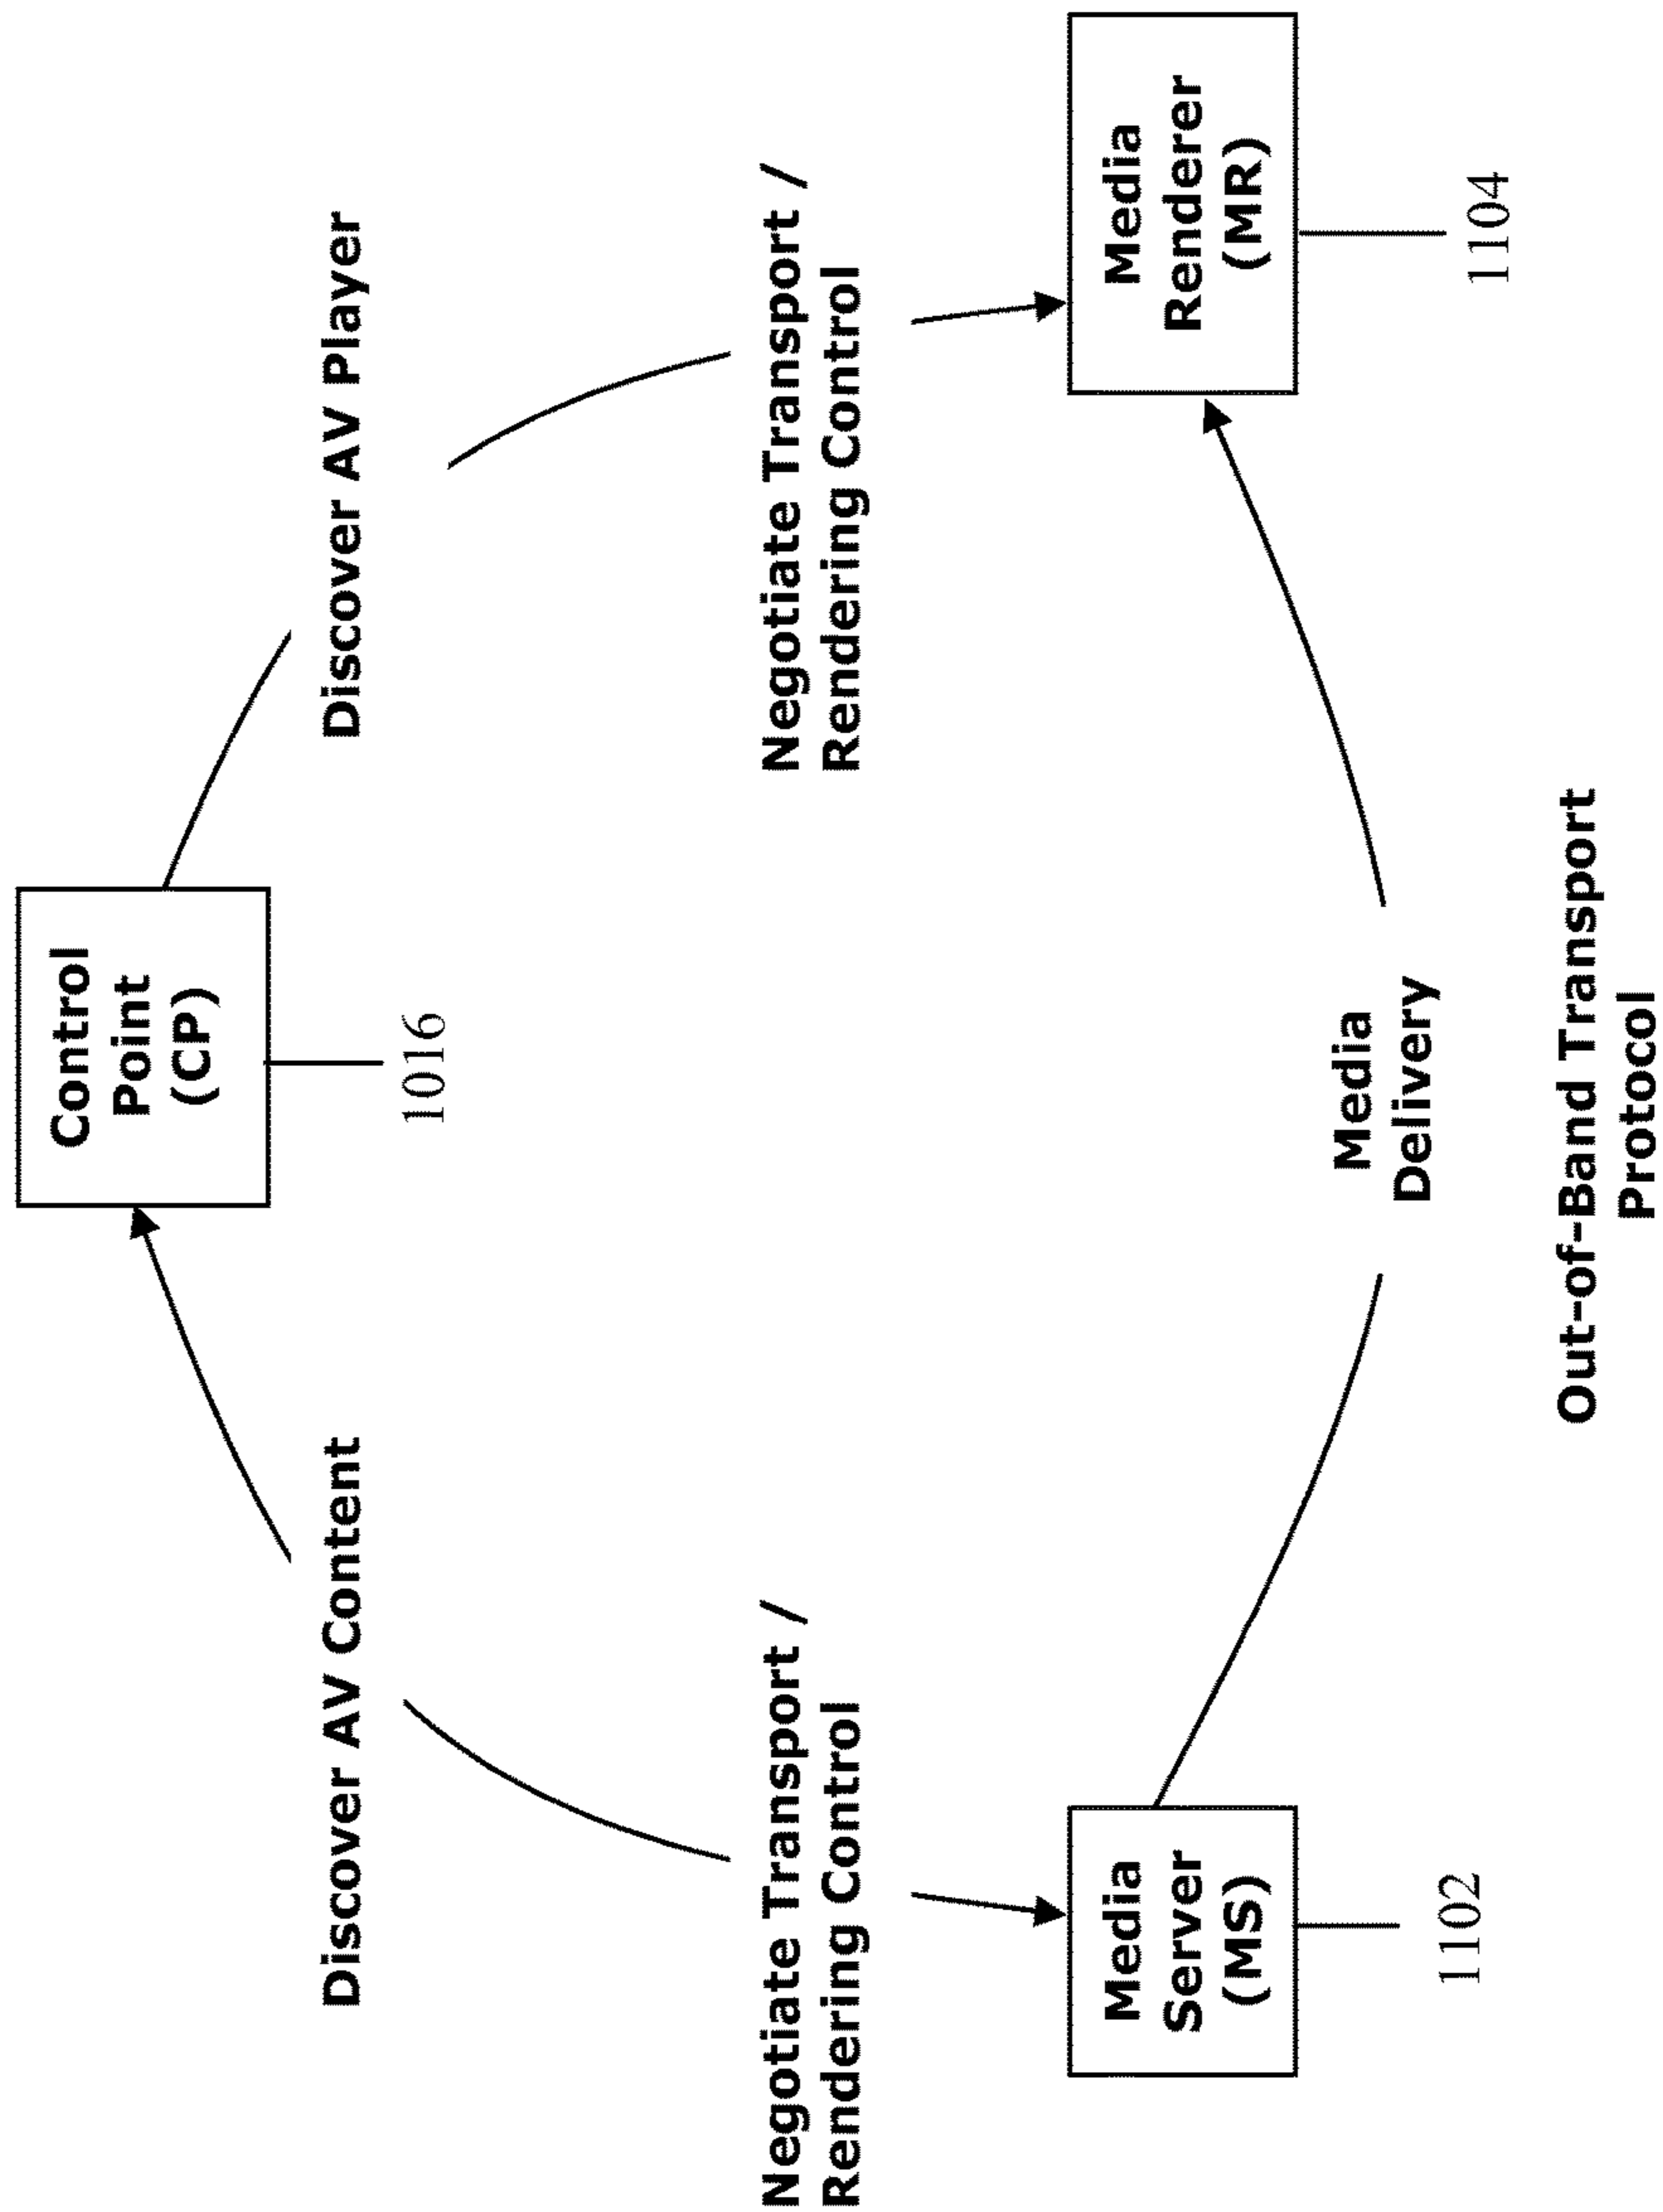 Control
Point
(CP)
1016
Discover AV Content
Discover AV Player
Negotiate Transport /
Rendering Control
Negotiate Transport /
Rendering Control
Media
Server
(MS)
1102
Media
Renderer
(MR)
1104
Media
Delivery
Out-of-Band Transport
Protocol